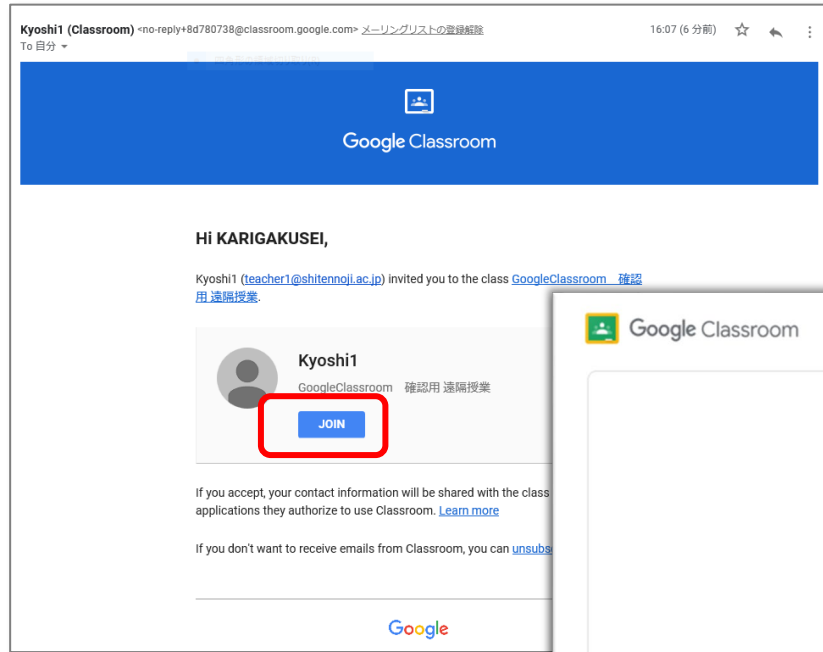 Kyoshi1 (Classroom) <no-reply+8d780738@classroom.google.com> メーリングリストの登録解除 16:07 (6 分前)
To 自分
Google Classroom
Hi KARIGAKUSEI,
Kyoshi1 (teacher1@shitennoji.ac.jp) invited you to the class GoogleClassroom 確認
用 遠隔授業.
Google Classroom
Kyoshi1
GoogleClassroom 確認用 遠隔授業
JOIN
If you accept, your contact information will be shared with the class
applications they authorize to use Classroom. Learn more
If you don't want to receive emails from Classroom, you can unsubs
Google